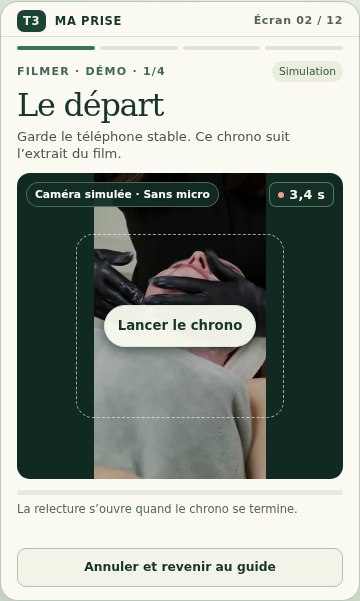 T3 MA PRISE Écran 02 / 12
FILMER · DÉMO · 1/4 Simulation
Le départ
Garde le téléphone stable. Ce chrono suit
l’extrait du film.
Caméra simulée · Sans micro 3,4 s
Lancer le chrono
La relecture s’ouvre quand le chrono se termine.
Annuler et revenir au guide